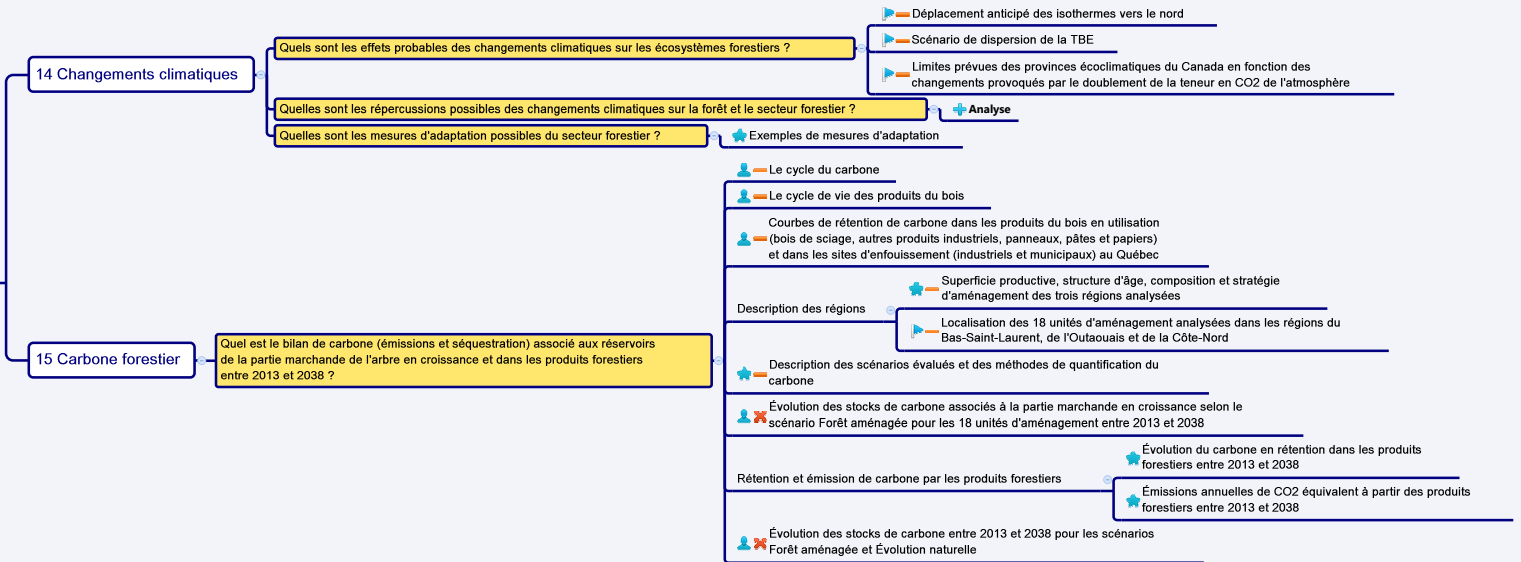 14 Changements climatiques
Quels sont les effets probables des changements climatiques sur les écosystèmes forestiers ?
Déplacement anticipé des isothermes vers le nord
Scénario de dispersion de la TBE
Limites prévues des provinces écoclimatiques du Canada en fonction des
changements provoqués par le doublement de la teneur en CO2 de l'atmosphère
Quelles sont les répercussions possibles des changements climatiques sur la forêt et le secteur forestier ?
Analyse
Quelles sont les mesures d'adaptation possibles du secteur forestier ?
Exemples de mesures d'adaptation
15 Carbone forestier
Quel est le bilan de carbone (émissions et séquestration) associé aux réservoirs
de la partie marchande de l'arbre en croissance et dans les produits forestiers
entre 2013 et 2038 ?
Le cycle du carbone
Le cycle de vie des produits du bois
Courbes de rétention de carbone dans les produits du bois en utilisation
(bois de sciage, autres produits industriels, panneaux, pâtes et papiers)
et dans les sites d'enfouissement (industriels et municipaux) au Québec
Description des régions
Superficie productive, structure d'âge, composition et stratégie
d'aménagement des trois régions analysées
Localisation des 18 unités d'aménagement analysées dans les régions du
Bas-Saint-Laurent, de l'Outaouais et de la Côte-Nord
Description des scénarios évalués et des méthodes de quantification du
carbone
Évolution des stocks de carbone associés à la partie marchande en croissance selon le
scénario Forêt aménagée pour les 18 unités d'aménagement entre 2013 et 2038
Rétention et émission de carbone par les produits forestiers
Évolution du carbone en rétention dans les produits
forestiers entre 2013 et 2038
Émissions annuelles de CO2 équivalent à partir des produits
forestiers entre 2013 et 2038
Évolution des stocks de carbone entre 2013 et 2038 pour les scénarios
Forêt aménagée et Évolution naturelle